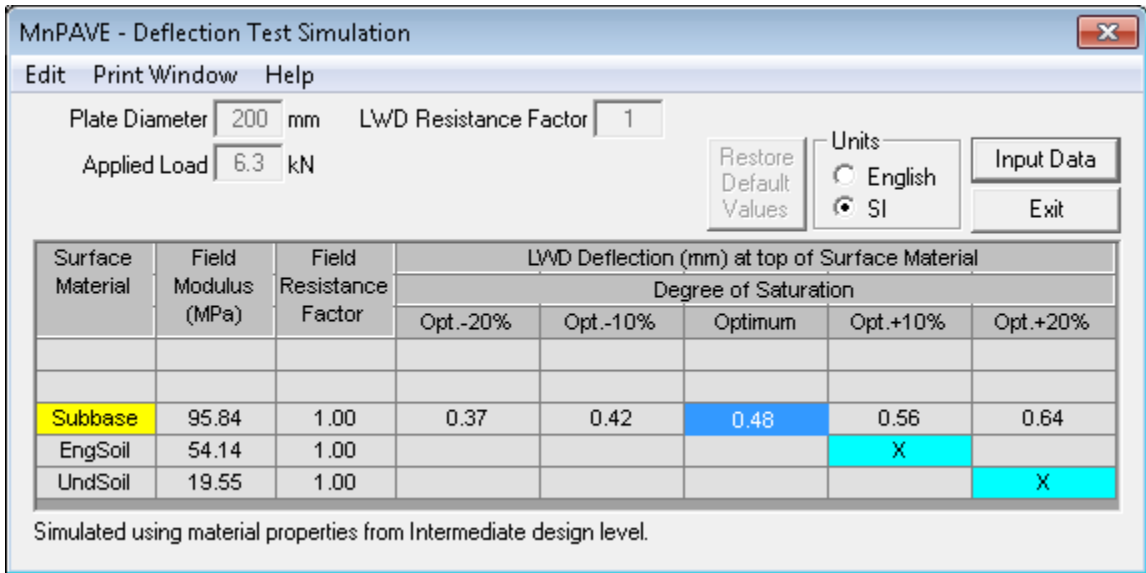 MnPAVE - Deflection Test Simulation
Edit Print Window Help
Plate Diameter 200 mm LWD Resistance Factor 1
Applied Load 6.3 kN
Restore Default Values
Units
English
SI
Input Data
Exit
Surface Material Field Modulus (MPa) Field Resistance Factor LWD Deflection (mm) at top of Surface Material
Degree of Saturation
Opt.-20% Opt.-10% Optimum Opt.+10% Opt.+20%
Subbase 95.84 1.00 0.37 0.42 0.48 0.56 0.64
EngSoil 54.14 1.00 X
UndSoil 19.55 1.00 X
Simulated using material properties from Intermediate design level.